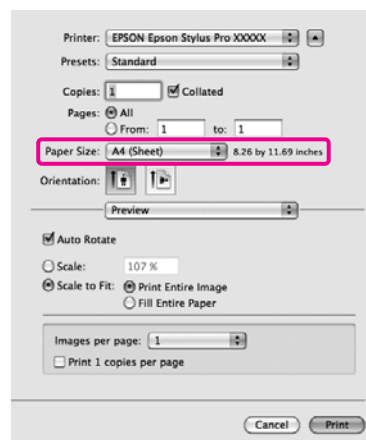 Printer: EPSON Epson Stylus Pro XXXXX
Presets: Standard
Copies: 1 Collated
Pages: All
From: 1 to: 1
Paper Size: A4 (Sheet) 8.26 by 11.69 inches
Orientation:
Preview
Auto Rotate
Scale: 107 %
Scale to Fit: Print Entire Image
Fill Entire Paper
Images per page: 1
Print 1 copies per page
Cancel Print